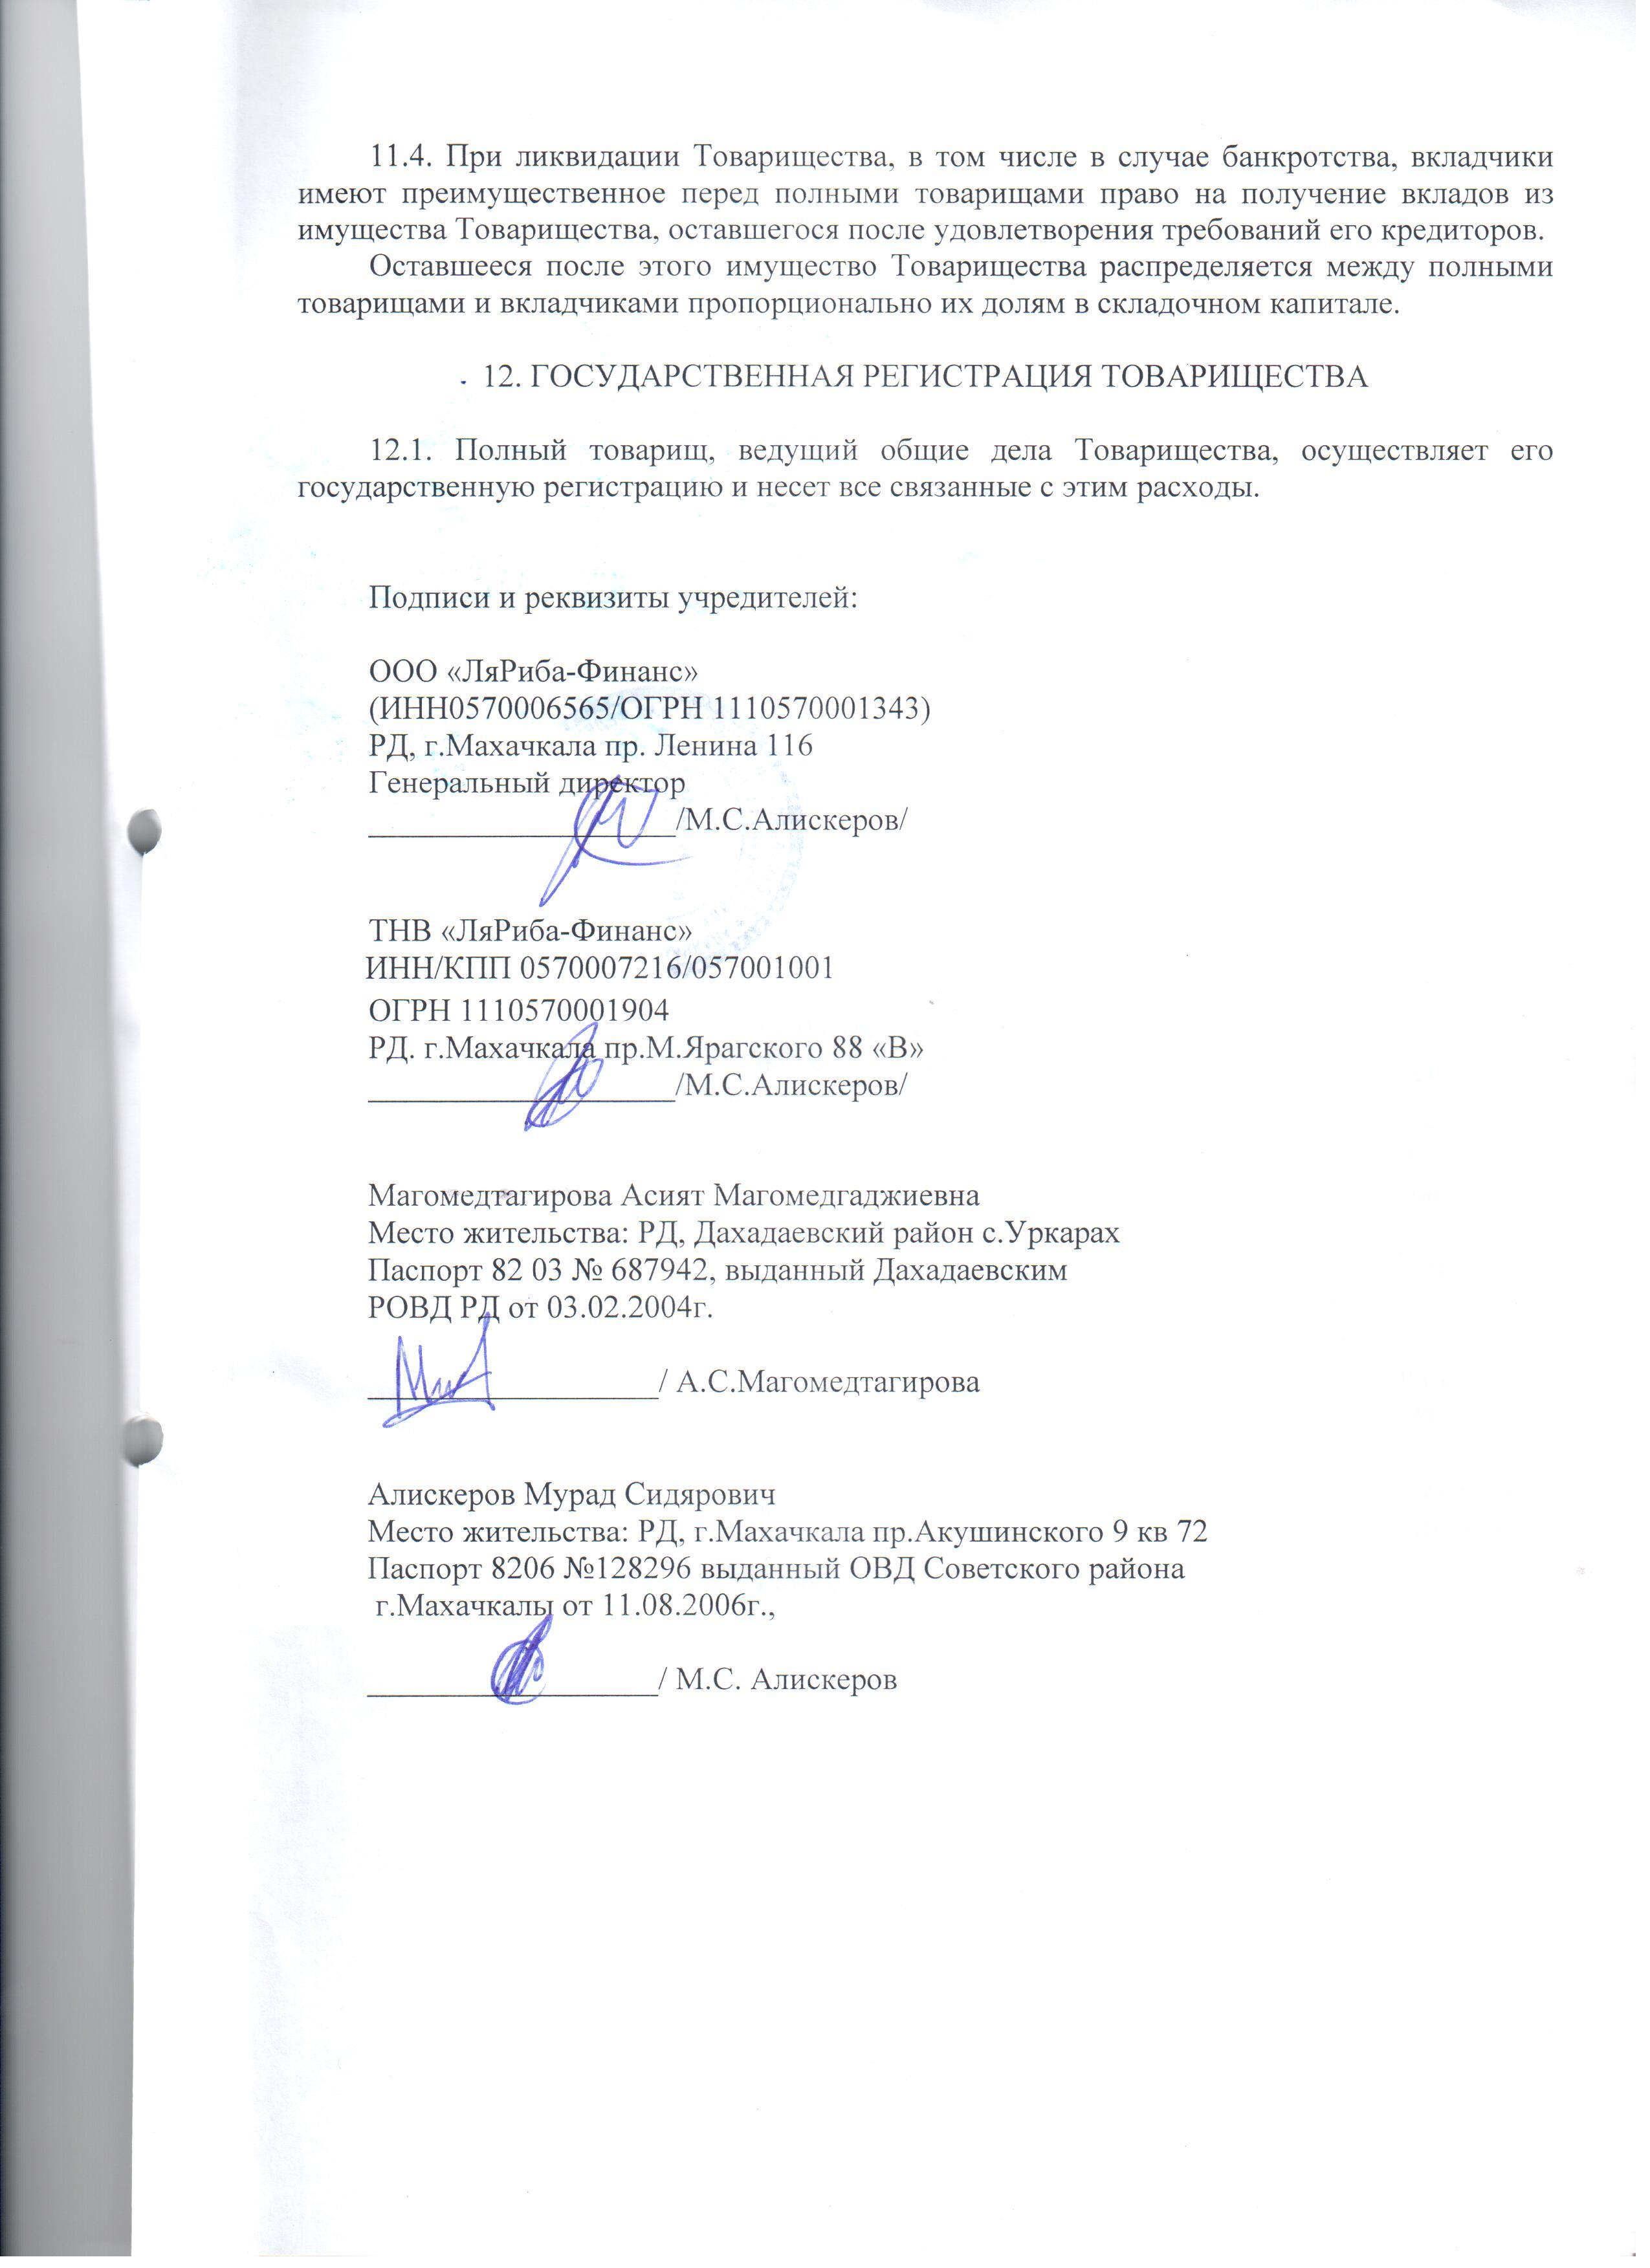 11.4. При ликвидации Товарищества, в том числе в случае банкротства, вкладчики
имеют преимущественное перед полными товарищами право на получение вкладов из
имущества Товарищества, оставшегося после удовлетворения требований его кредиторов.
Оставшееся после этого имущество Товарищества распределяется между полными
товарищами и вкладчиками пропорционально их долям в складочном капитале.
12. ГОСУДАРСТВЕННАЯ РЕГИСТРАЦИЯ ТОВАРИЩЕСТВА
12.1. Полный товарищ, ведущий общие дела Товарищества, осуществляет его
государственную регистрацию и несет все связанные с этим расходы.
Подписи и реквизиты учредителей:
ООО «ЛяРиба-Финанс»
(ИНН0570006565/ОГРН 1110570001343)
РД, г.Махачкала пр. Ленина 116
Генеральный директор
___________________/М.С.Алискеров/
ТНВ «ЛяРиба-Финанс»
ИНН/КПП 0570007216/057001001
ОГРН 1110570001904
РД. г.Махачкала пр.М.Ярагского 88 «В»
___________________/М.С.Алискеров/
Магомедтагирова Асият Магомедгаджиевна
Место жительства: РД, Дахадаевский район с.Уркарах
Паспорт 82 03 № 687942, выданный Дахадаевским
РОВД РД от 03.02.2004г.
__________________/ А.С.Магомедтагирова
Алискеров Мурад Сидярович
Место жительства: РД, г.Махачкала пр.Акушинского 9 кв 72
Паспорт 8206 №128296 выданный ОВД Советского района
г.Махачкалы от 11.08.2006г.,
__________________/ М.С. Алискеров